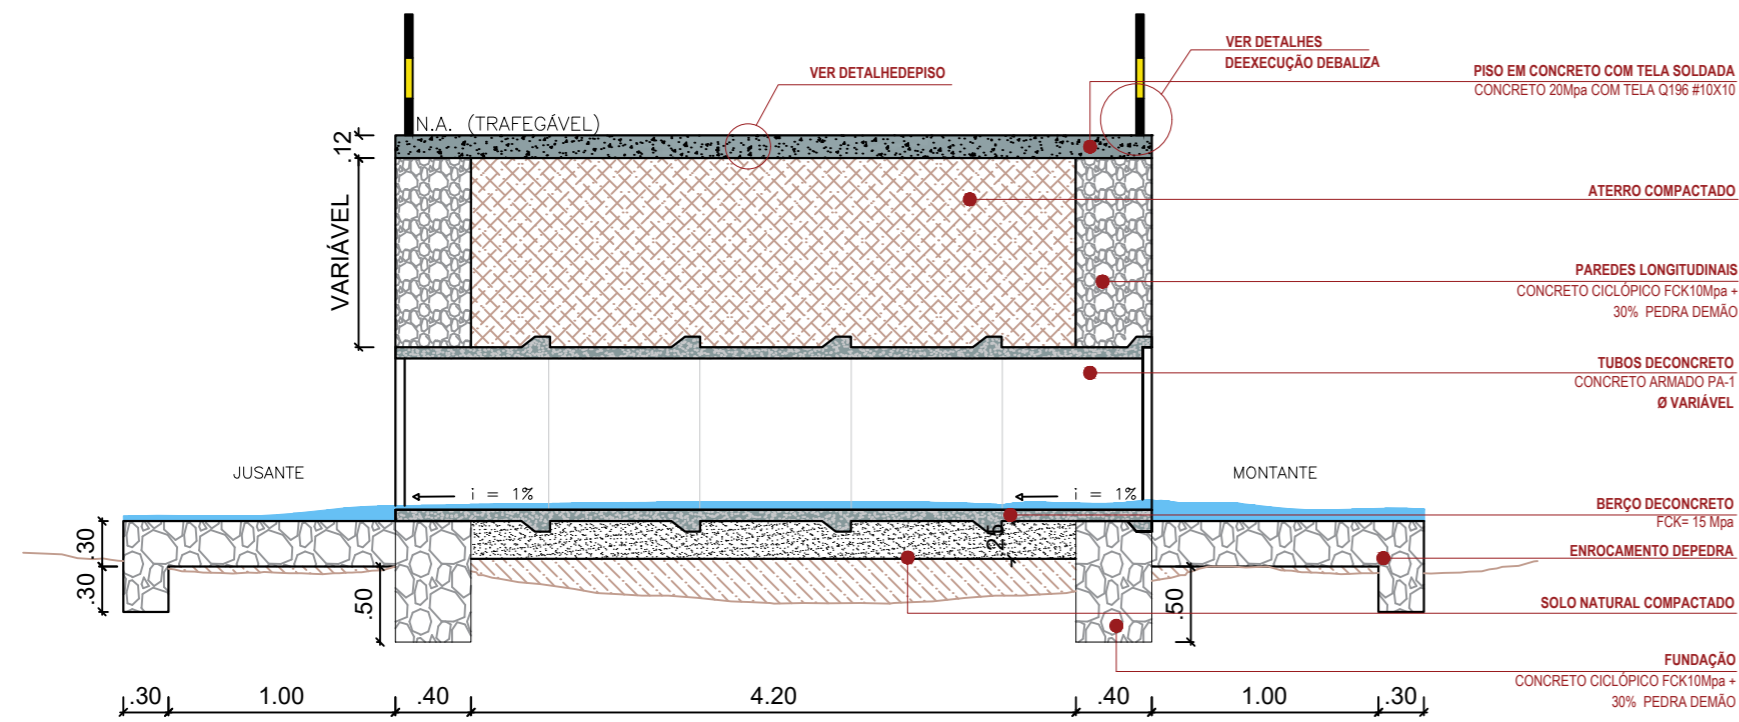 VER DETALHEDEPISO
VER DETALHES
DEEXECUÇÃO DEBALIZA
PISO EM CONCRETO COM TELA SOLDADA
CONCRETO 20Mpa COM TELA Q196 #10X10
N.A. (TRAFEGÁVEL)
.12
VARIÁVEL
ATERRO COMPACTADO
PAREDES LONGITUDINAIS
CONCRETO CICLÓPICO FCK10Mpa +
30% PEDRA DEMÃO
TUBOS DECONCRETO
CONCRETO ARMADO PA-1
Ø VARIÁVEL
JUSANTE
MONTANTE
i = 1%
i = 1%
BERÇO DECONCRETO
FCK= 15 Mpa
.30
.30
.50
.25
.50
ENROCAMENTO DEPEDRA
SOLO NATURAL COMPACTADO
FUNDAÇÃO
CONCRETO CICLÓPICO FCK10Mpa +
30% PEDRA DEMÃO
.30 1.00 .40 4.20 .40 1.00 .30